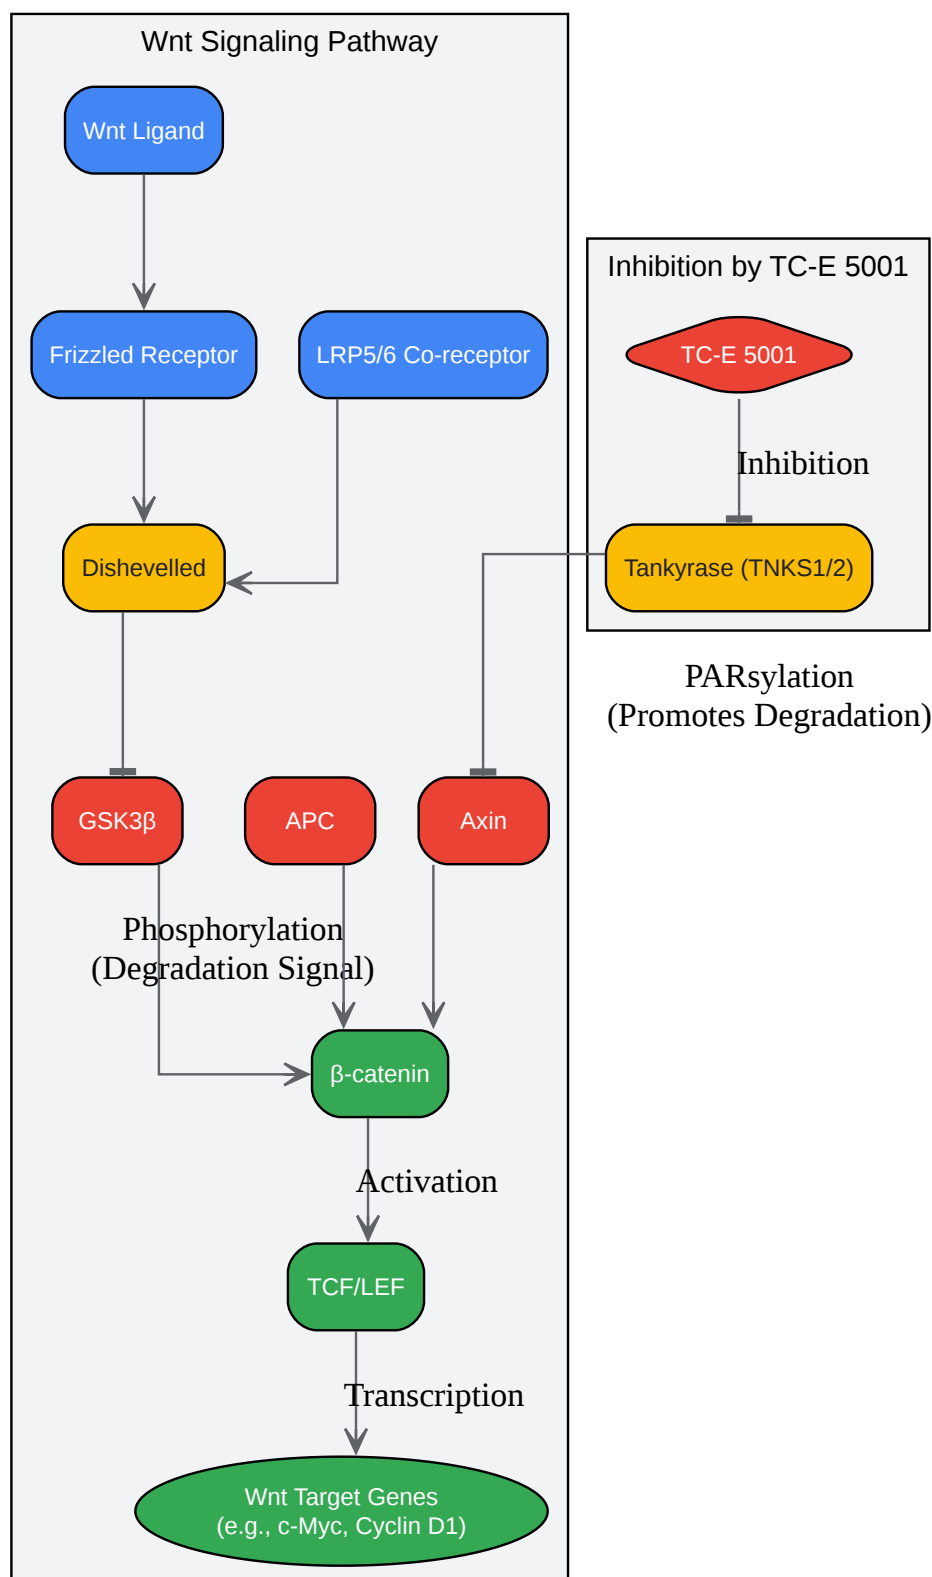 Wnt Signaling Pathway
Wnt Ligand
Inhibition by TC-E 5001
Frizzled Receptor
LRP5/6 Co-receptor
TC-E 5001
Inhibition
Dishevelled
Tankyrase (TNKS1/2)
PARsylation
(Promotes Degradation)
GSK3β
APC
Axin
Phosphorylation
(Degradation Signal)
β-catenin
Activation
TCF/LEF
Transcription
Wnt Target Genes
(e.g., c-Myc, Cyclin D1)